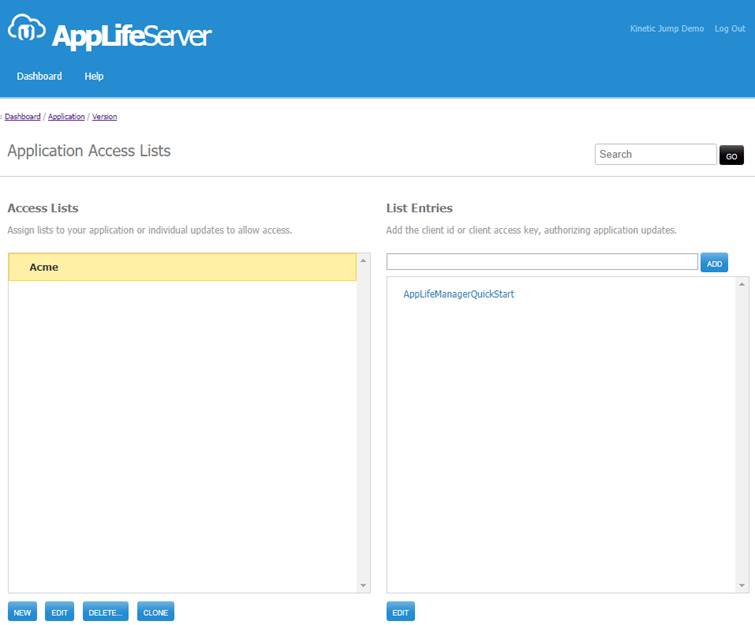 AppLifeServer
Kinetic Jump Demo Log Out
Dashboard Help
: Dashboard / Application / Version
Application Access Lists
Search GO
Access Lists
Assign lists to your application or individual updates to allow access.
Acme
NEW EDIT DELETE... CLONE
List Entries
Add the client id or client access key, authorizing application updates.
ADD
AppLifeManagerQuickStart
EDIT